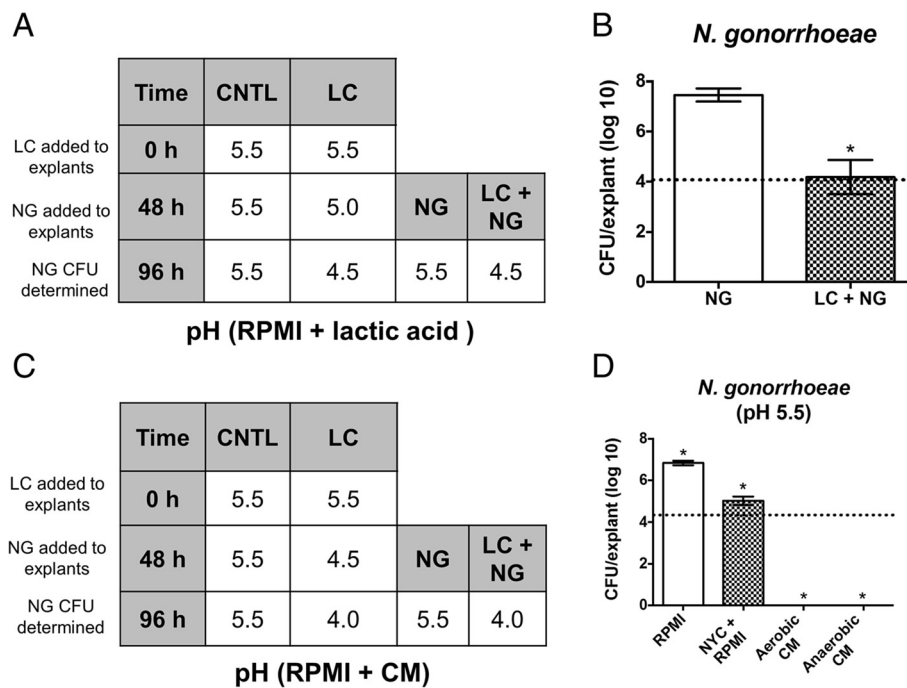 A
Time CNTL LC
LC added to explants 0 h 5.5 5.5
NG added to explants 48 h 5.5 5.0 NG LC + NG
NG CFU determined 96 h 5.5 4.5 5.5 4.5
pH (RPMI + lactic acid )
B
N. gonorrhoeae
CFU/explant (log 10)
8
6
4
2
0
*
NG LC + NG
C
Time CNTL LC
LC added to explants 0 h 5.5 5.5
NG added to explants 48 h 5.5 4.5 NG LC + NG
NG CFU determined 96 h 5.5 4.0 5.5 4.0
pH (RPMI + CM)
D
N. gonorrhoeae
(pH 5.5)
CFU/explant (log 10)
8
6
4
2
0
* * * *
RPMI
NYC + RPMI
Aerobic CM
Anaerobic CM